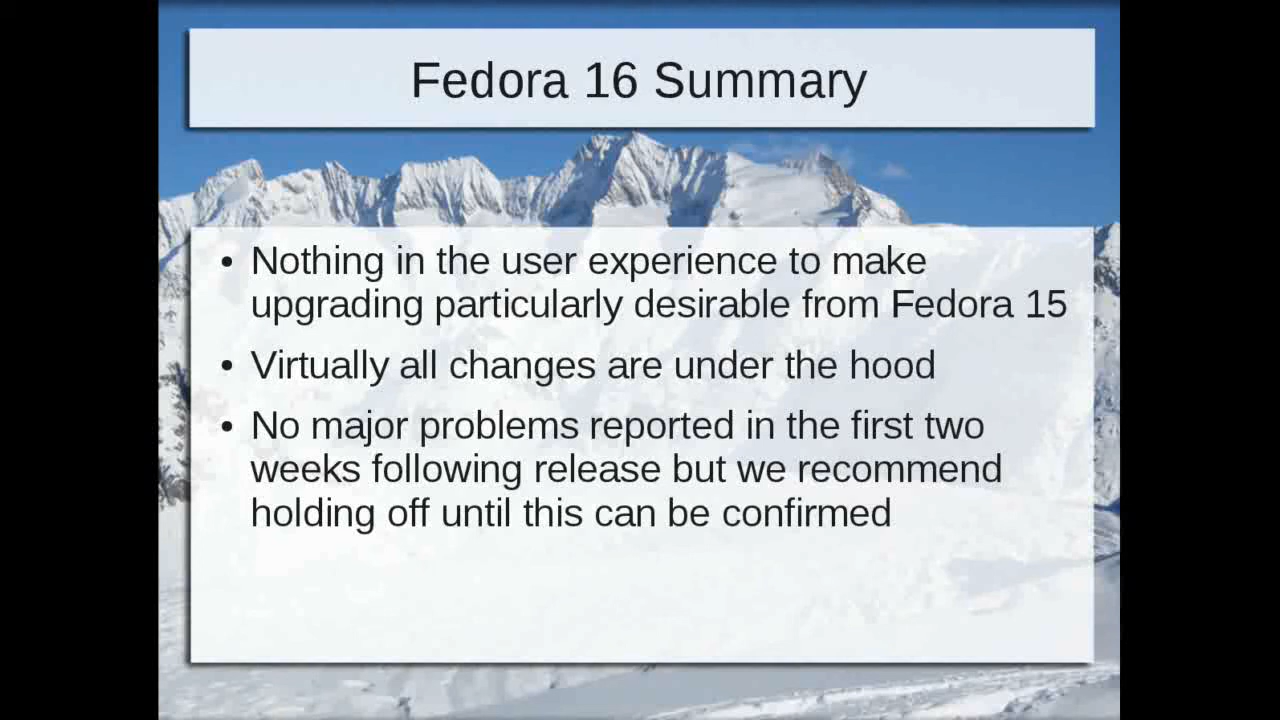 Fedora 16 Summary
• Nothing in the user experience to make
upgrading particularly desirable from Fedora 15
• Virtually all changes are under the hood
• No major problems reported in the first two
weeks following release but we recommend
holding off until this can be confirmed